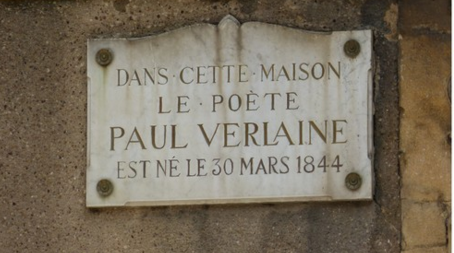 DANS·CETTE·MAISON
LE·POÈTE
PAUL VERLAINE
EST NÉ LE 30 MARS 1844